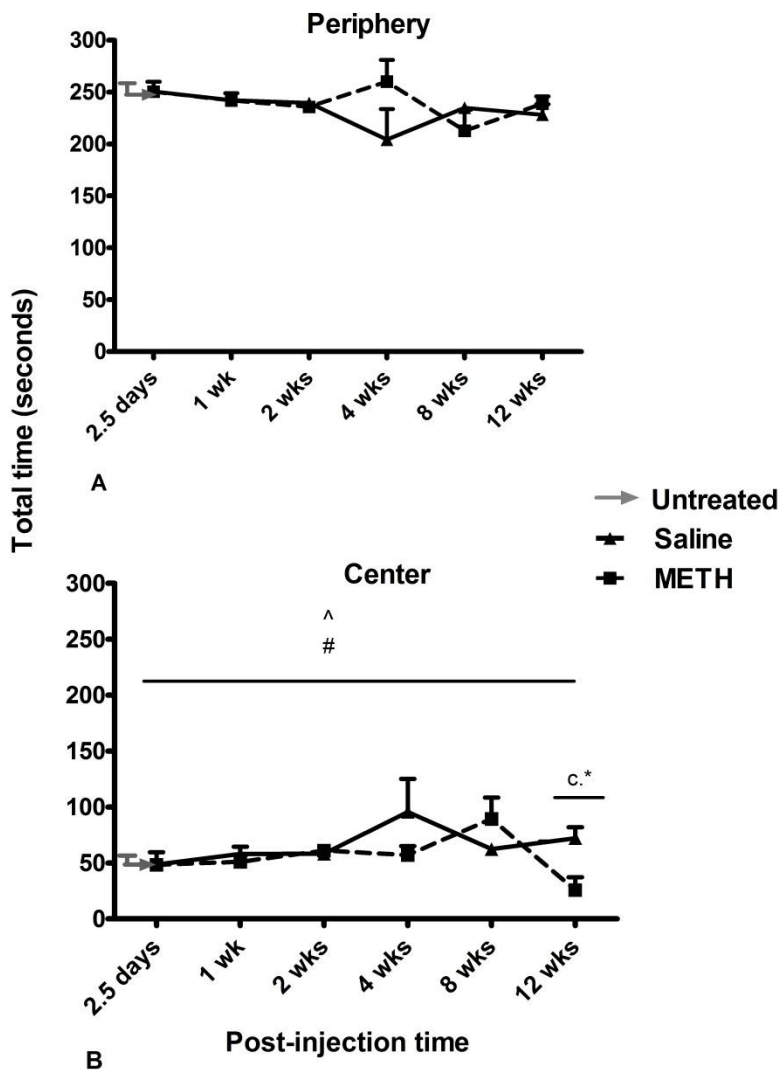 Periphery
300
250
200
150
100
50
0
2.5 days
1 wk
2 wks
4 wks
8 wks
12 wks
A
Total time (seconds)
Untreated
Saline
METH
Center
300
250
200
150
100
50
0
^
#
c.*
2.5 days
1 wk
2 wks
4 wks
8 wks
12 wks
Post-injection time
B